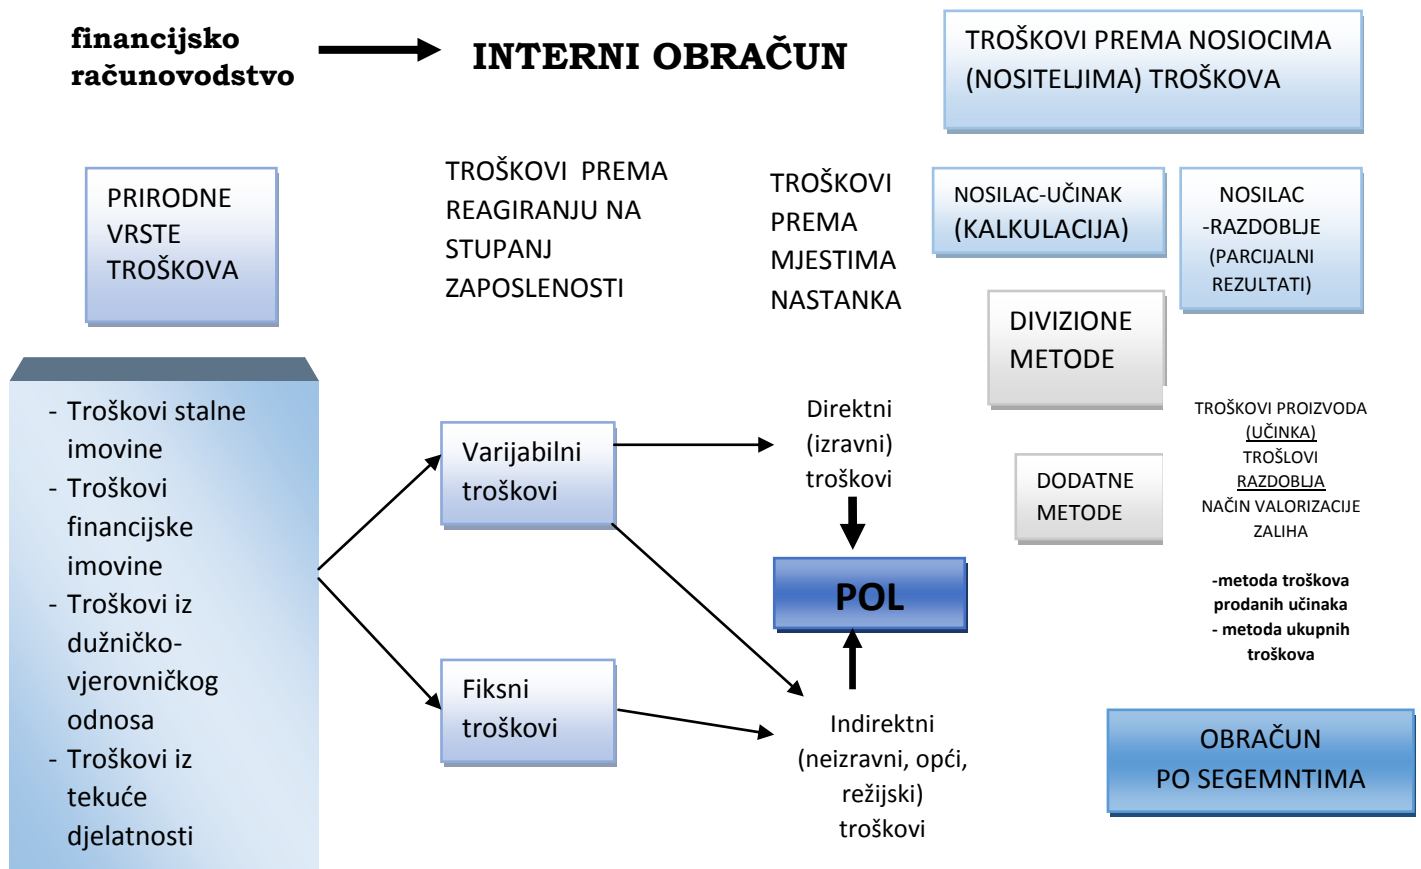 financijsko
računovodstvo
INTERNI OBRAČUN
TROŠKOVI PREMA NOSIOCIMA
(NOSITELJIMA) TROŠKOVA
PRIRODNE
VRSTE
TROŠKOVA
TROŠKOVI PREMA
REAGIRANJU NA
STUPANJ
ZAPOSLENOSTI
TROŠKOVI
PREMA
MJESTIMA
NASTANKA
NOSILAC-UČINAK
(KALKULACIJA)
NOSILAC
-RAZDOBLJE
(PARCIJALNI
REZULTATI)
DIVIZIONE
METODE
DODATNE
METODE
- Troškovi stalne
imovine
- Troškovi
financijske
imovine
- Troškovi iz
dužničko-
vjerovničkog
odnosa
- Troškovi iz
tekuće
djelatnosti
Varijabilni
troškovi
Fiksni
troškovi
Direktni
(izravni)
troškovi
POL
Indirektni
(neizravni, opći,
režijski)
troškovi
TROŠKOVI PROIZVODA
(UČINKA)
TROŠLOVI
RAZDOBLJA
NAČIN VALORIZACIJE
ZALIHA
-metoda troškova
prodanih učinaka
- metoda ukupnih
troškova
OBRAČUN
PO SEGEMNTIMA